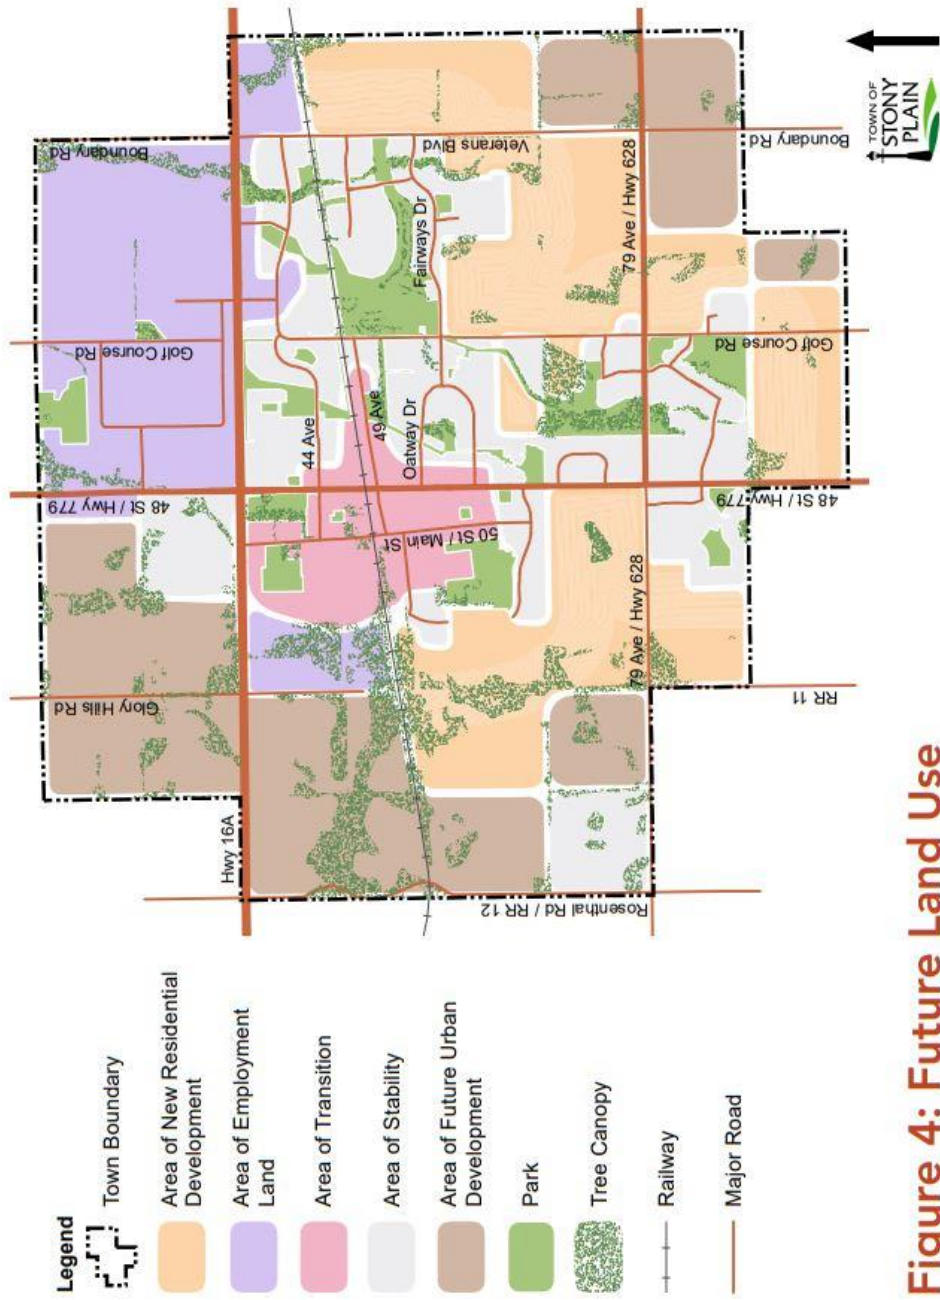 Legend
Town Boundary
Area of New Residential
Development
Area of Employment
Land
Area of Transition
Area of Stability
Area of Future Urban
Development
Park
Tree Canopy
Railway
Major Road
Hwy 16A
Rosenthal Rd / RR 12
Glory Hills Rd
RR 11
48 St / Hwy 779
50 St / Main St
44 Ave
49 Ave
Oatway Dr
79 Ave / Hwy 628
48 St / Hwy 779
Golf Course Rd
Golf Course Rd
Fairways Dr
79 Ave / Hwy 628
Boundary Rd
Veterans Blvd
Boundary Rd
TOWN OF
STONY
PLAIN
Figure 4: Future Land Use